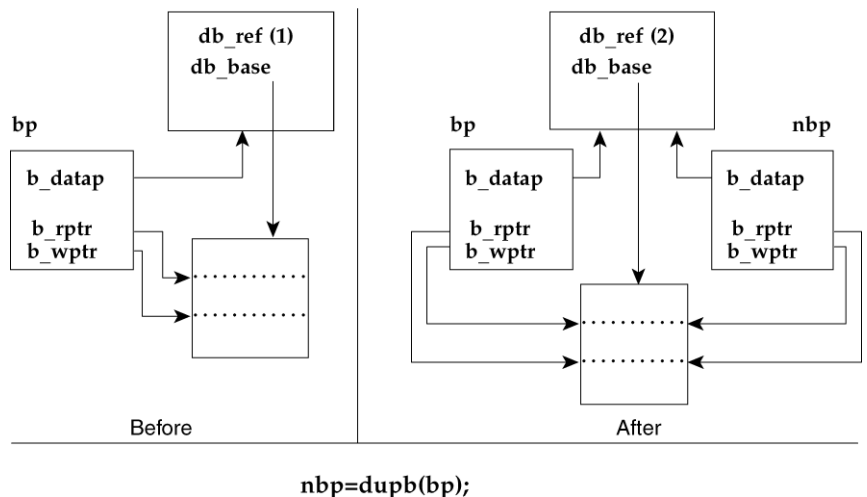 db_ref (1)
db_base
bp
b_datap
b_rptr
b_wptr
Before
db_ref (2)
db_base
bp
nbp
b_datap
b_datap
b_rptr
b_rptr
b_wptr
b_wptr
After
nbp=dupb(bp);